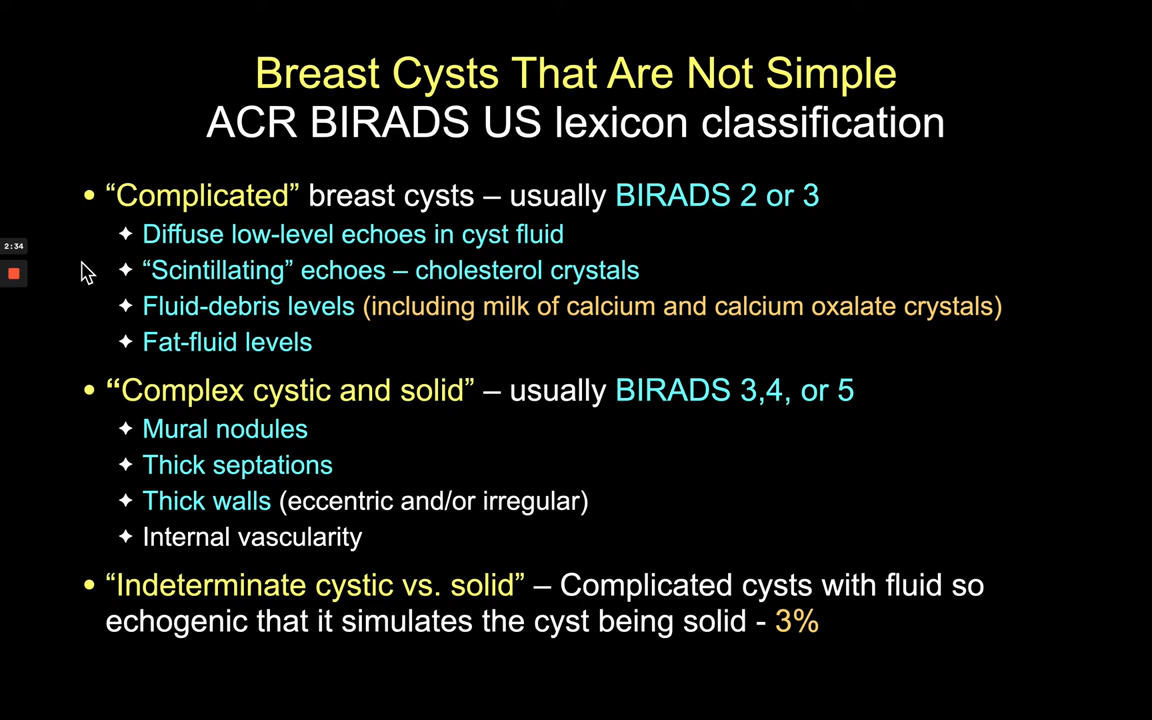 Breast Cysts That Are Not Simple
ACR BIRADS US lexicon classification
• “Complicated” breast cysts – usually BIRADS 2 or 3
✦ Diffuse low-level echoes in cyst fluid
2:34
✦ “Scintillating” echoes – cholesterol crystals
✦ Fluid-debris levels (including milk of calcium and calcium oxalate crystals)
✦ Fat-fluid levels
• “Complex cystic and solid” – usually BIRADS 3,4, or 5
✦ Mural nodules
✦ Thick septations
✦ Thick walls (eccentric and/or irregular)
✦ Internal vascularity
• “Indeterminate cystic vs. solid” – Complicated cysts with fluid so
echogenic that it simulates the cyst being solid - 3%